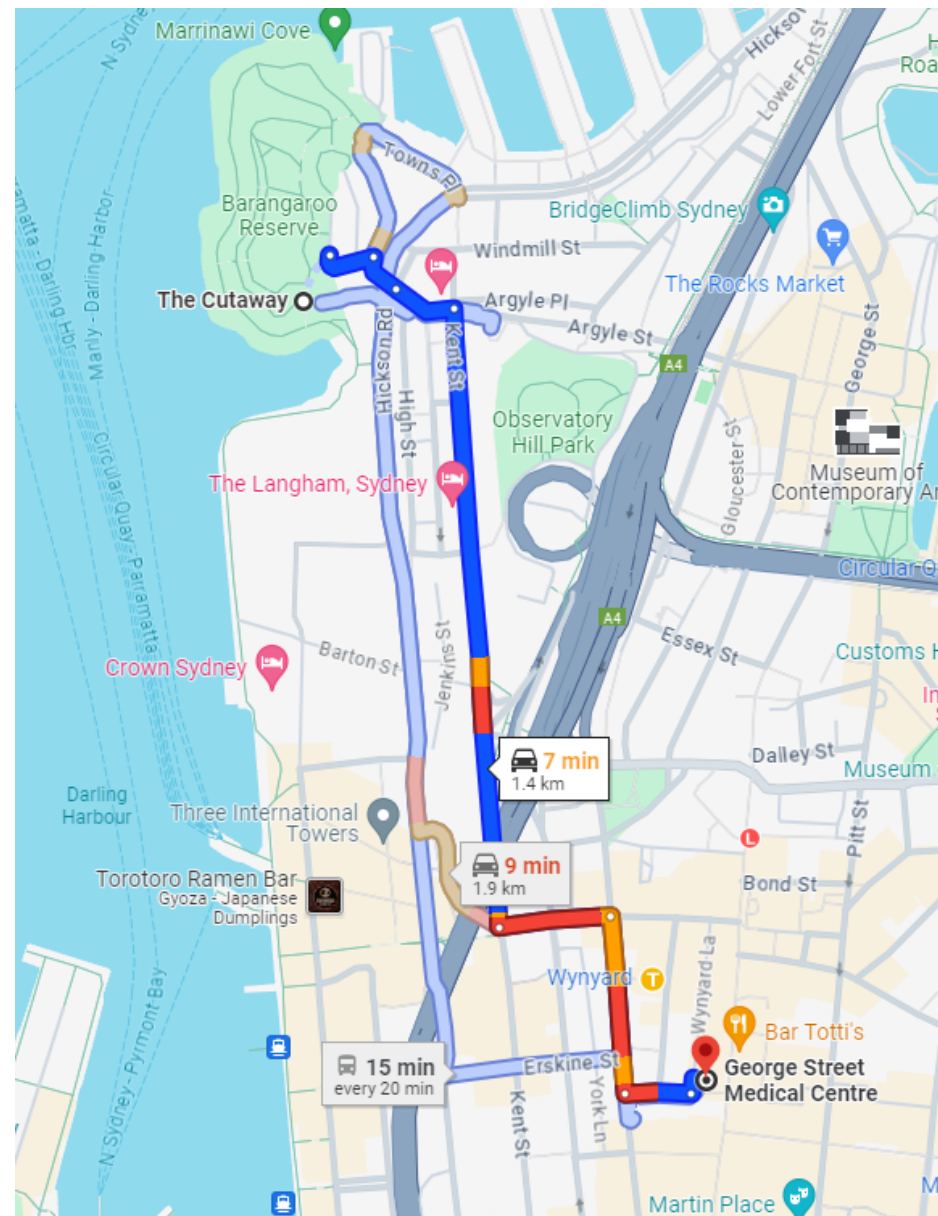 Marrinawi Cove
N Sydney
Hickso
Lower Fort St
Roa
Towns Pl
Barangaroo
Reserve
BridgeClimb Sydney
Windmill St
The Rocks Market
The Cutaway
Argyle Pl
Argyle St
George St
Manly - Darling Harbor
ramatta - Darling Ha
Hickson Rd
Kent St
A4
High St
Observatory
Hill Park
Gloucester St
Museum of
Contemporary Ar
The Langham, Sydney
Circular Quay - Paramatta
Circular Q
A4
Jenkins St
Essex St
Barton St
Customs H
Crown Sydney
In
7 min
1.4 km
Dalley St
Museum
Darling
Harbour
Three International
Towers
Pitt St
L
9 min
1.9 km
Torotoro Ramen Bar
Gyoza - Japanese
Dumplings
Bond St
Wynyard
T
Wynyard La
N Sydney - Pyrmont Bay
Bar Totti's
15 min
every 20 min
Erskine St
George Street
Medical Centre
York Ln
Kent St
Martin Place
M